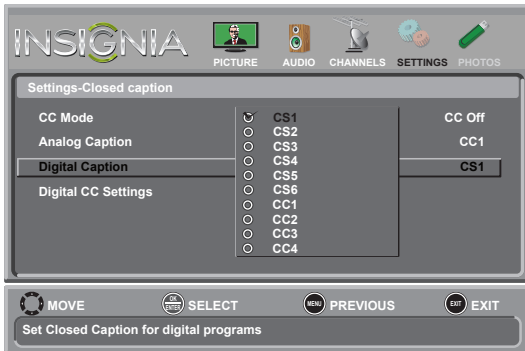 INSIGNIA
PICTURE AUDIO CHANNELS SETTINGS PHOTOS
Settings-Closed caption
CC Mode CC Off
Analog Caption CC1
Digital Caption CS1
Digital CC Settings
CS1
CS2
CS3
CS4
CS5
CS6
CC1
CC2
CC3
CC4
MOVE OK ENTER SELECT MENU PREVIOUS EXIT EXIT
Set Closed Caption for digital programs